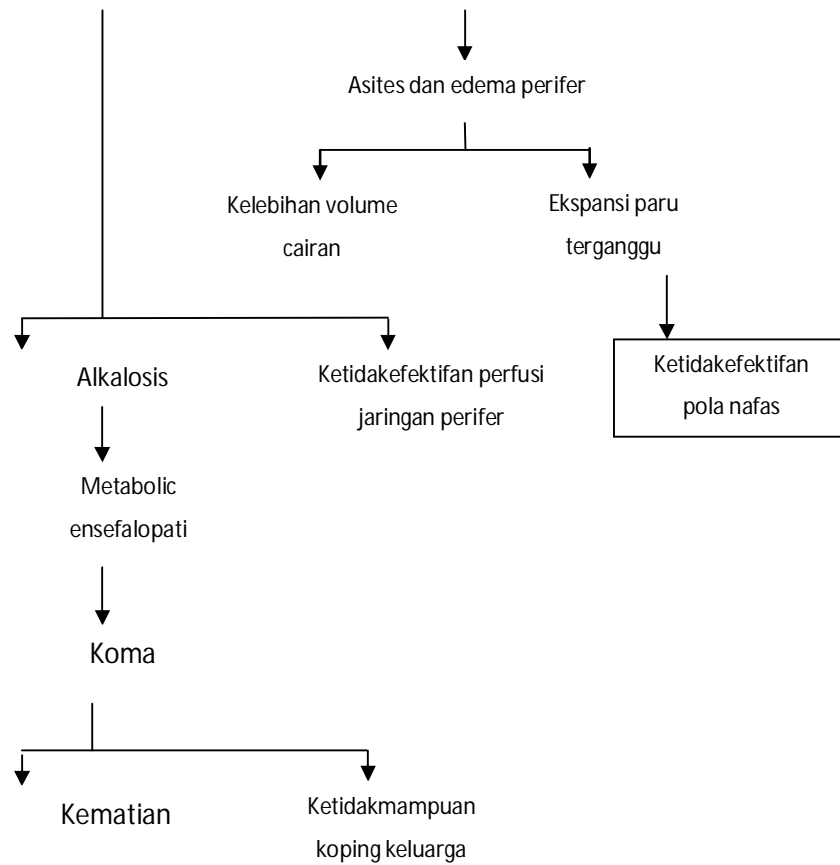 Asites dan edema perifer
Kelebihan volume
cairan
Ekspansi paru
terganggu
Alkalosis
Ketidakefektifan perfusi
jaringan perifer
Ketidakefektifan
pola nafas
Metabolic
ensefalopati
Koma
Kematian
Ketidakmampuan
koping keluarga